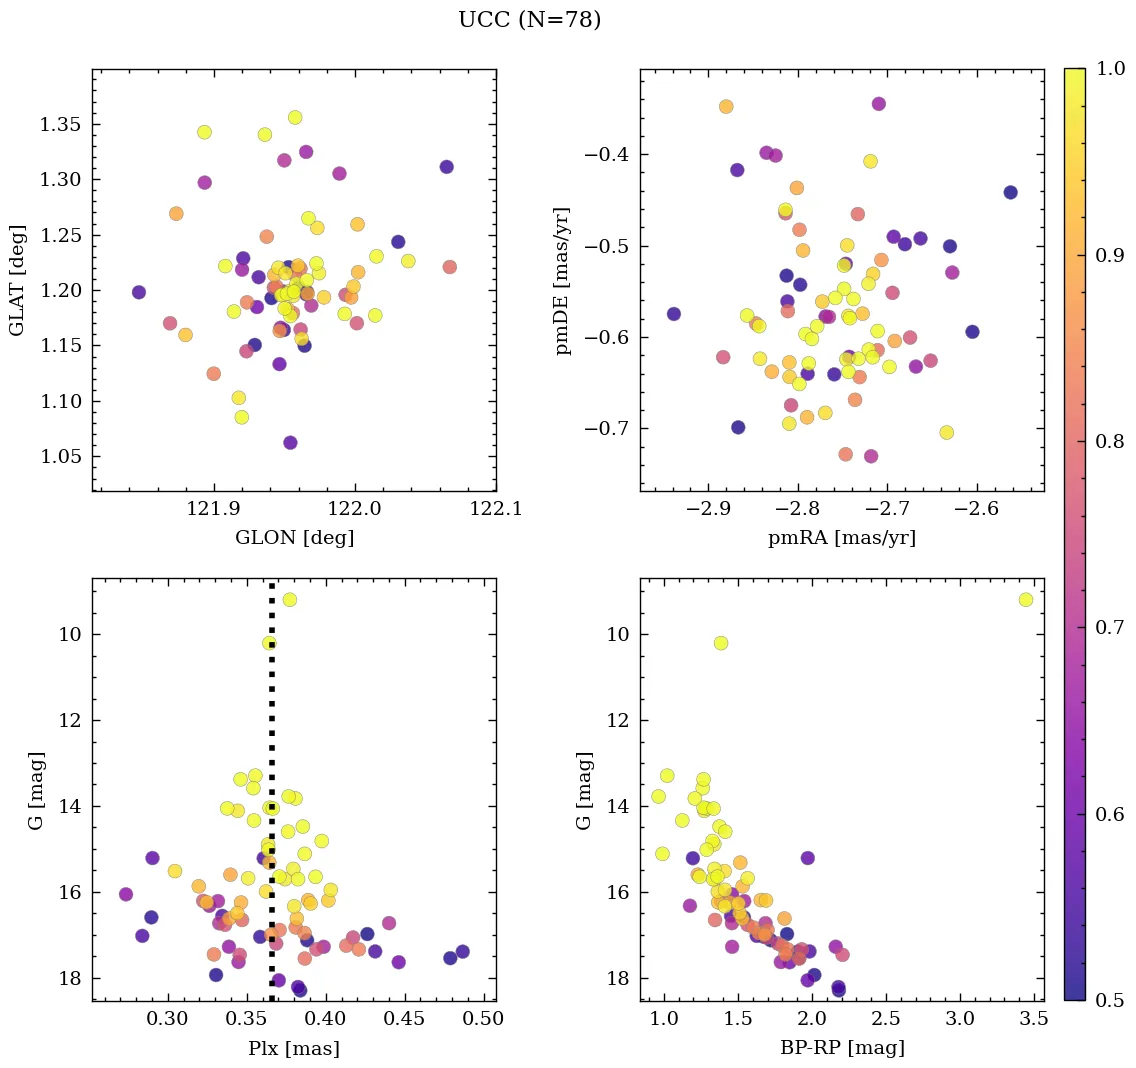 UCC (N=78)
1.35
1.30
1.25
1.20
1.15
1.10
1.05
GLAT [deg]
121.9 122.0 122.1
GLON [deg]
−0.4
−0.5
−0.6
−0.7
pmDE [mas/yr]
−2.9 −2.8 −2.7 −2.6
pmRA [mas/yr]
1.0
0.9
0.8
0.7
0.6
0.5
10
12
14
16
18
G [mag]
0.30 0.35 0.40 0.45 0.50
Plx [mas]
10
12
14
16
18
G [mag]
1.0 1.5 2.0 2.5 3.0 3.5
BP-RP [mag]